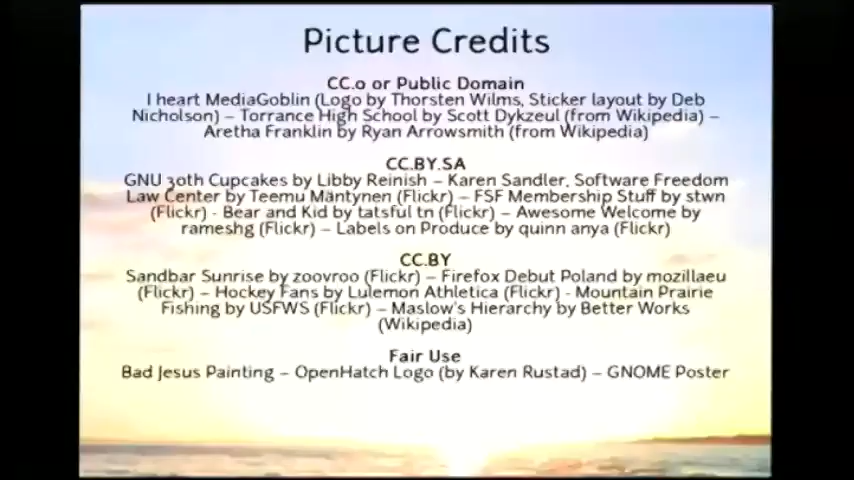 Picture Credits
CC.0 or Public Domain
I heart MediaGoblin (Logo by Thorsten Wilms, Sticker layout by Deb
Nicholson) – Torrance High School by Scott Dykzeul (from Wikipedia) –
Aretha Franklin by Ryan Arrowsmith (from Wikipedia)
CC.BY.SA
GNU 30th Cupcakes by Libby Reinish – Karen Sandler, Software Freedom
Law Center by Teemu Mäntynen (Flickr) – FSF Membership Stuff by stwn
(Flickr) - Bear and Kid by tatsful tn (Flickr) – Awesome Welcome by
rameshg (Flickr) – Labels on Produce by quinn anya (Flickr)
CC.BY
Sandbar Sunrise by zoovroo (Flickr) – Firefox Debut Poland by mozillaeu
(Flickr) – Hockey Fans by Lulemon Athletica (Flickr) - Mountain Prairie
Fishing by USFWS (Flickr) – Maslow's Hierarchy by Better Works
(Wikipedia)
Fair Use
Bad Jesus Painting – OpenHatch Logo (by Karen Rustad) – GNOME Poster